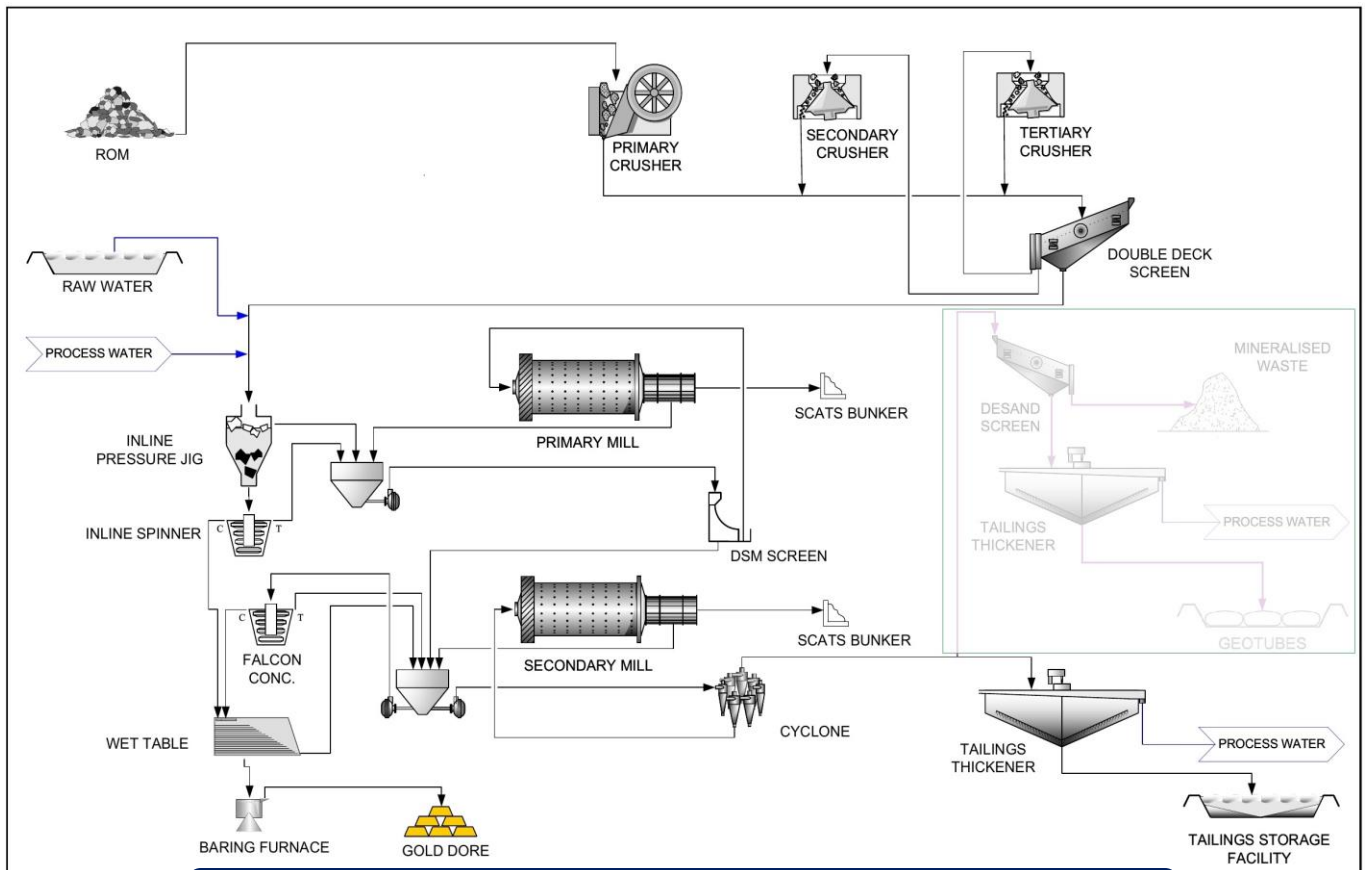 ROM
PRIMARY
CRUSHER
SECONDARY
CRUSHER
TERTIARY
CRUSHER
DOUBLE DECK
SCREEN
RAW WATER
PROCESS WATER
INLINE
PRESSURE JIG
PRIMARY MILL
SCATS BUNKER
MINERALISED
WASTE
DESAND
SCREEN
C
T
INLINE SPINNER
DSM SCREEN
TAILINGS
THICKENER
PROCESS WATER
C
T
FALCON
CONC.
SECONDARY MILL
SCATS BUNKER
GEOTUBES
WET TABLE
CYCLONE
TAILINGS
THICKENER
PROCESS WATER
BARING FURNACE
GOLD DORE
TAILINGS STORAGE
FACILITY